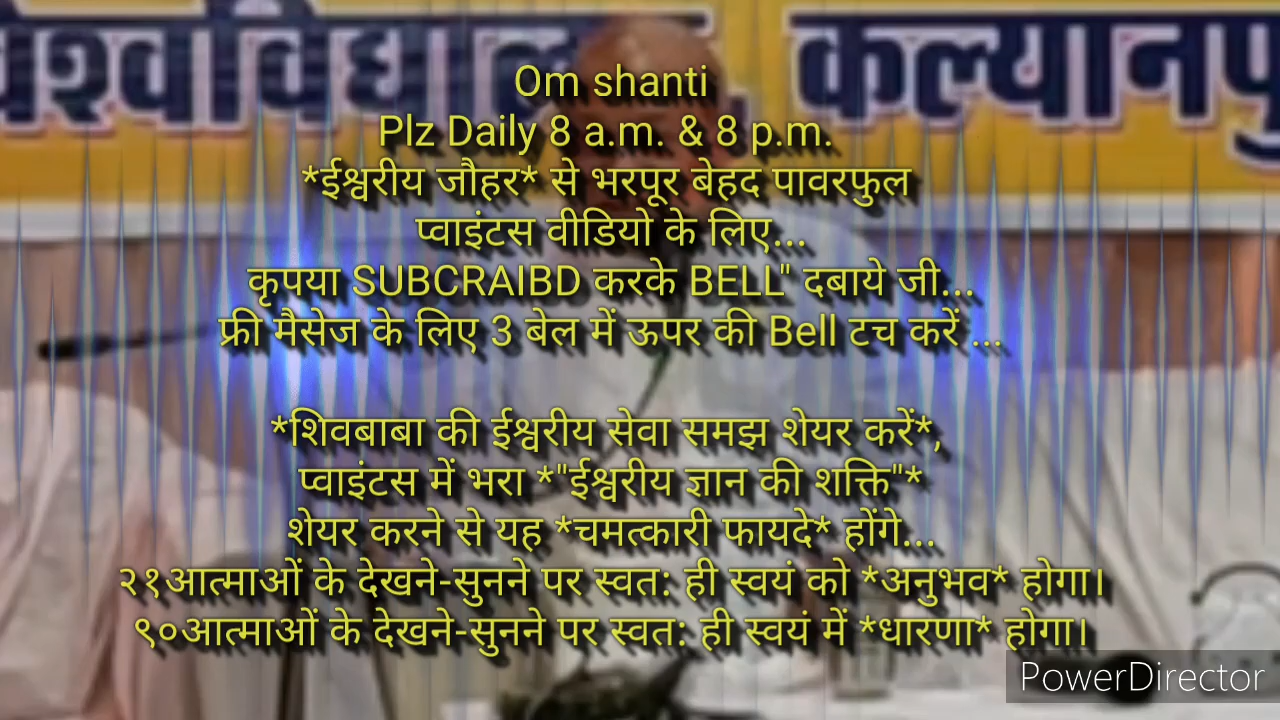 कल्यानपु
Om shanti
Plz Daily 8 a.m. & 8 p.m.
*ईश्वरीय जौहर* से भरपूर बेहद पावरफुल
प्वाइंटस वीडियो के लिए...
कृपया SUBCRAIBD करके BELL" दबाये जी...
फ्री मैसेज के लिए 3 बेल में ऊपर की Bell टच करें ...
*शिवबाबा की ईश्वरीय सेवा समझ शेयर करें*,
प्वाइंटस में भरा *"ईश्वरीय ज्ञान की शक्ति"*
शेयर करने से यह *चमत्कारी फायदे* होंगे...
२१आत्माओं के देखने-सुनने पर स्वत: ही स्वयं को *अनुभव* होगा।
९०आत्माओं के देखने-सुनने पर स्वत: ही स्वयं में *धारणा* होगा।
PowerDirector